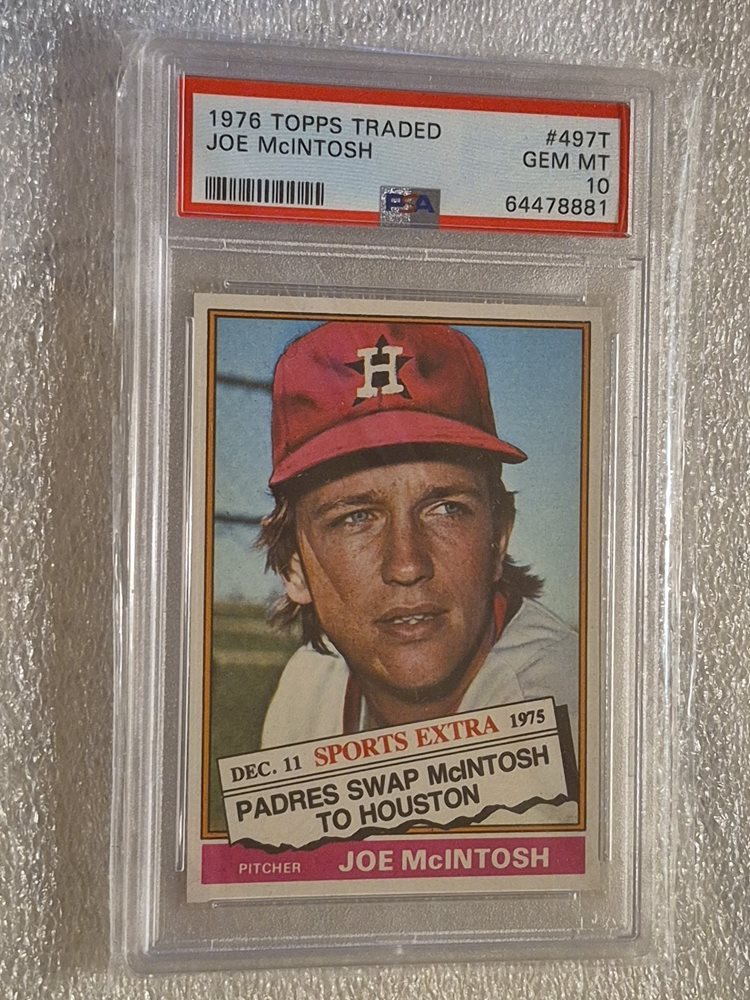 1976 TOPPS TRADED #497T
JOE McINTOSH GEM MT
10
PSA 64478881
H
DEC. 11 SPORTS EXTRA 1975
PADRES SWAP McINTOSH
TO HOUSTON
PITCHER JOE McINTOSH